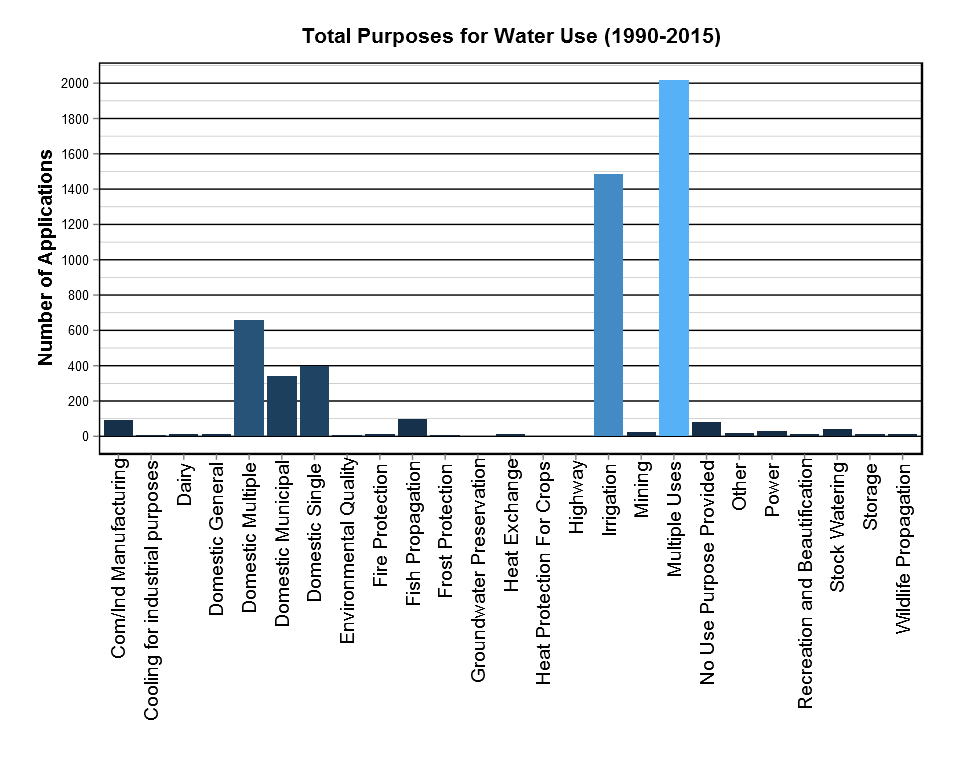 Total Purposes for Water Use (1990-2015)
Number of Applications
2000
1800
1600
1400
1200
1000
800
600
400
200
0
Com/Ind Manufacturing
Cooling for industrial purposes
Dairy
Domestic General
Domestic Multiple
Domestic Municipal
Domestic Single
Environmental Quality
Fire Protection
Fish Propagation
Frost Protection
Groundwater Preservation
Heat Exchange
Heat Protection For Crops
Highway
Irrigation
Mining
Multiple Uses
No Use Purpose Provided
Other
Power
Recreation and Beautification
Stock Watering
Storage
Wildlife Propagation